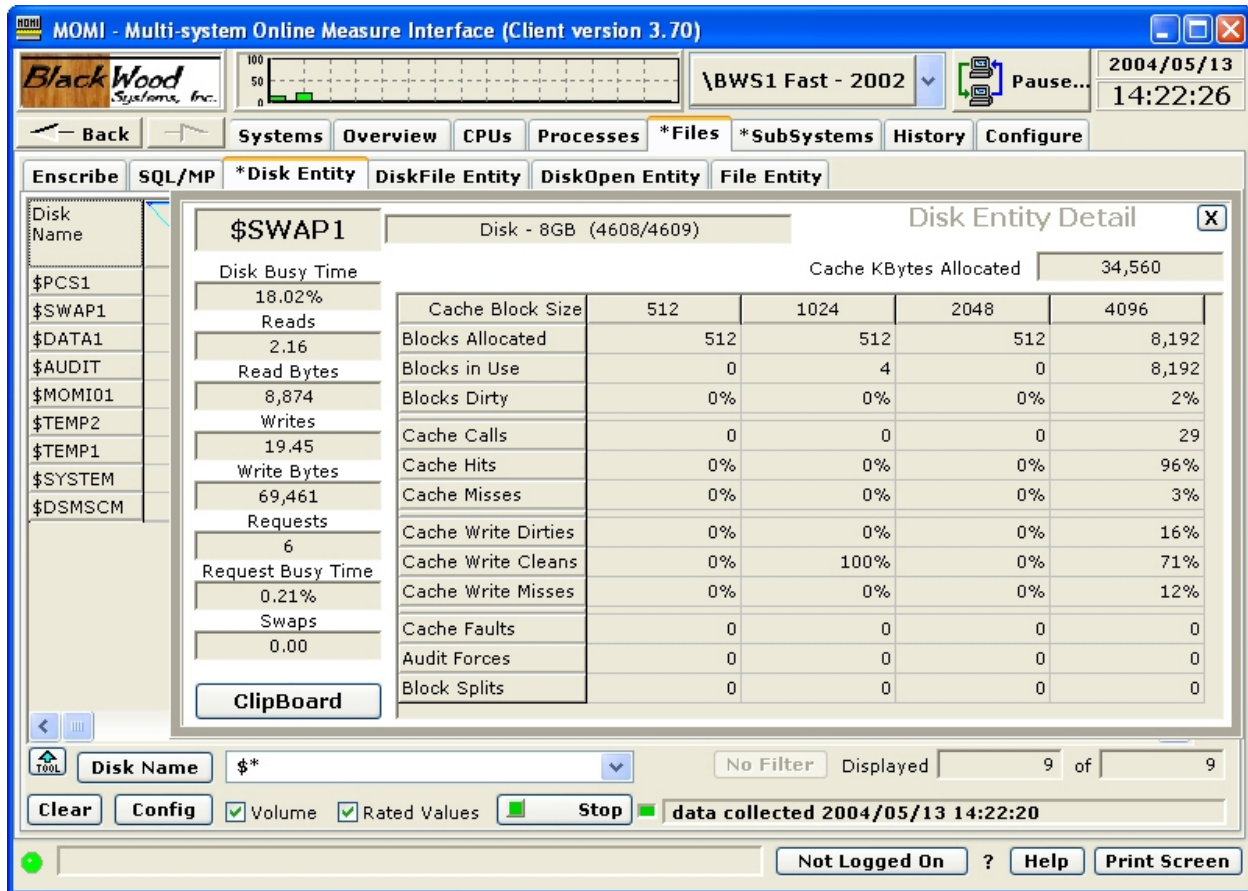 MOMI - Multi-system Online Measure Interface (Client version 3.70)
BlackWood Systems, Inc.
100
50
0
\BWS1 Fast - 2002
Pause...
2004/05/13
14:22:26
Back
Systems Overview CPUs Processes *Files *SubSystems History Configure
Enscribe SQL/MP *Disk Entity DiskFile Entity DiskOpen Entity File Entity
Disk Name
$PCS1
$SWAP1
$DATA1
$AUDIT
$MOMI01
$TEMP2
$TEMP1
$SYSTEM
$DSMSCM
$SWAP1
Disk - 8GB (4608/4609)
Disk Entity Detail
X
Disk Busy Time
18.02%
Reads
2.16
Read Bytes
8,874
Writes
19.45
Write Bytes
69,461
Requests
6
Request Busy Time
0.21%
Swaps
0.00
ClipBoard
Cache KBytes Allocated 34,560
Cache Block Size 512 1024 2048 4096
Blocks Allocated 512 512 512 8,192
Blocks in Use 0 4 0 8,192
Blocks Dirty 0% 0% 0% 2%
Cache Calls 0 0 0 29
Cache Hits 0% 0% 0% 96%
Cache Misses 0% 0% 0% 3%
Cache Write Dirties 0% 0% 0% 16%
Cache Write Cleans 0% 100% 0% 71%
Cache Write Misses 0% 0% 0% 12%
Cache Faults 0 0 0 0
Audit Forces 0 0 0 0
Block Splits 0 0 0 0
TOOL
Disk Name $* No Filter Displayed 9 of 9
Clear Config Volume Rated Values Stop data collected 2004/05/13 14:22:20
Not Logged On ? Help Print Screen